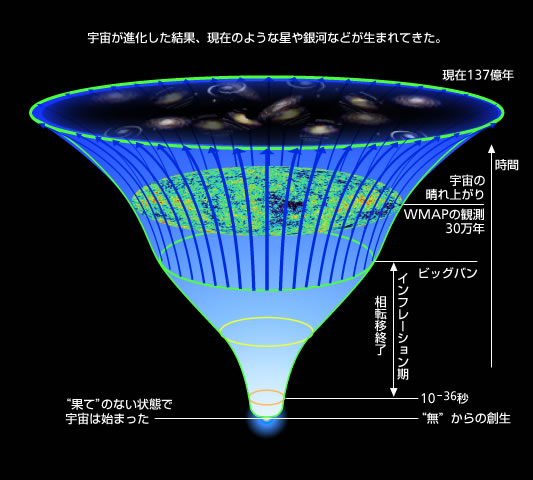 宇宙が進化した結果、現在のような星や銀河などが生まれてきた。
現在137億年
時間
宇宙の
晴れ上がり
WMAPの観測
30万年
ビッグバン
インフレーション期
相転移終了
10⁻³⁶秒
“果て”のない状態で
宇宙は始まった
“無”からの創生